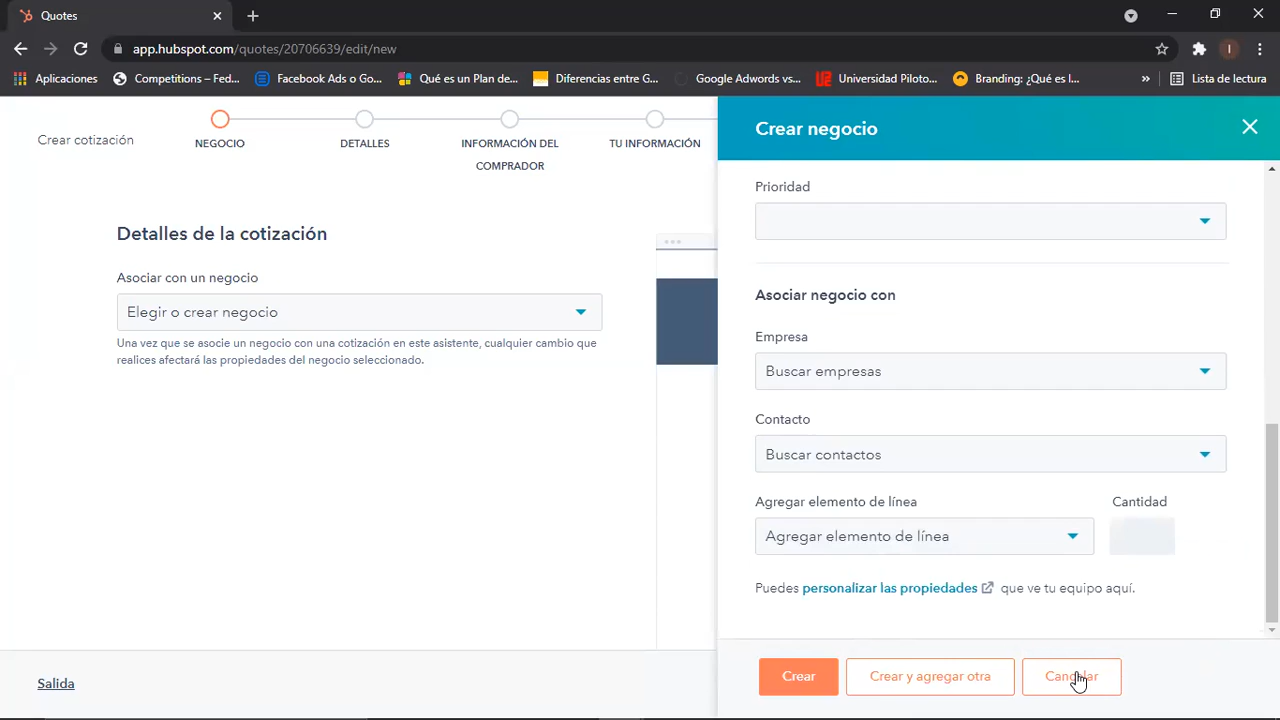 Quotes
app.hubspot.com/quotes/20706639/edit/new
I
Aplicaciones
Competitions – Fed...
Facebook Ads o Go...
Qué es un Plan de...
Diferencias entre G...
Google Adwords vs...
Universidad Piloto...
Branding: ¿Qué es l...
»
Lista de lectura
Crear cotización
NEGOCIO
DETALLES
INFORMACIÓN DEL
COMPRADOR
TU INFORMACIÓN
Detalles de la cotización
Asociar con un negocio
Elegir o crear negocio
Una vez que se asocie un negocio con una cotización en este asistente, cualquier cambio que
realices afectará las propiedades del negocio seleccionado.
Salida
Crear negocio
Prioridad
Asociar negocio con
Empresa
Buscar empresas
Contacto
Buscar contactos
Agregar elemento de línea
Cantidad
Agregar elemento de línea
Puedes personalizar las propiedades que ve tu equipo aquí.
Crear
Crear y agregar otra
Cancelar